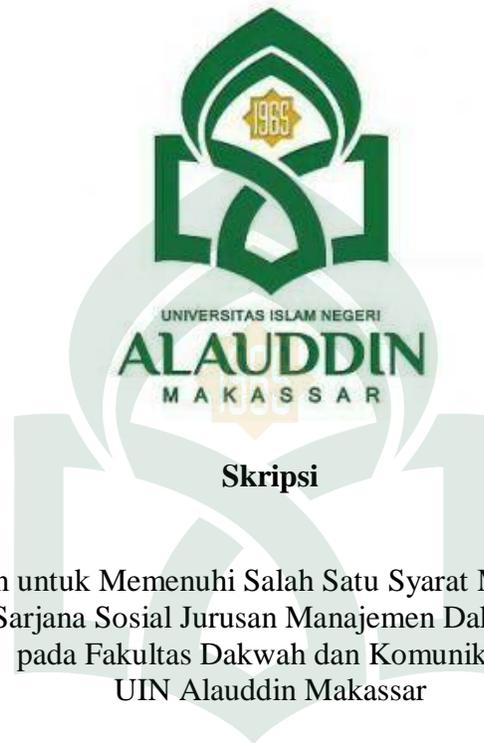 1965
UNIVERSITAS ISLAM NEGERI
ALAUDDIN
MAKASSAR
1965
Skripsi
untuk Memenuhi Salah Satu Syarat
Sarjana Sosial Jurusan Manajemen
pada Fakultas Dakwah dan
UIN Alauddin Makassar